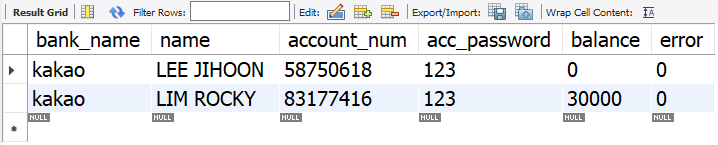 Result Grid Filter Rows: Edit: Export/Import: Wrap Cell Content:
bank_name name account_num acc_password balance error
kakao LEE JIHOON 58750618 123 0 0
kakao LIM ROCKY 83177416 123 30000 0
NULL NULL NULL NULL NULL NULL